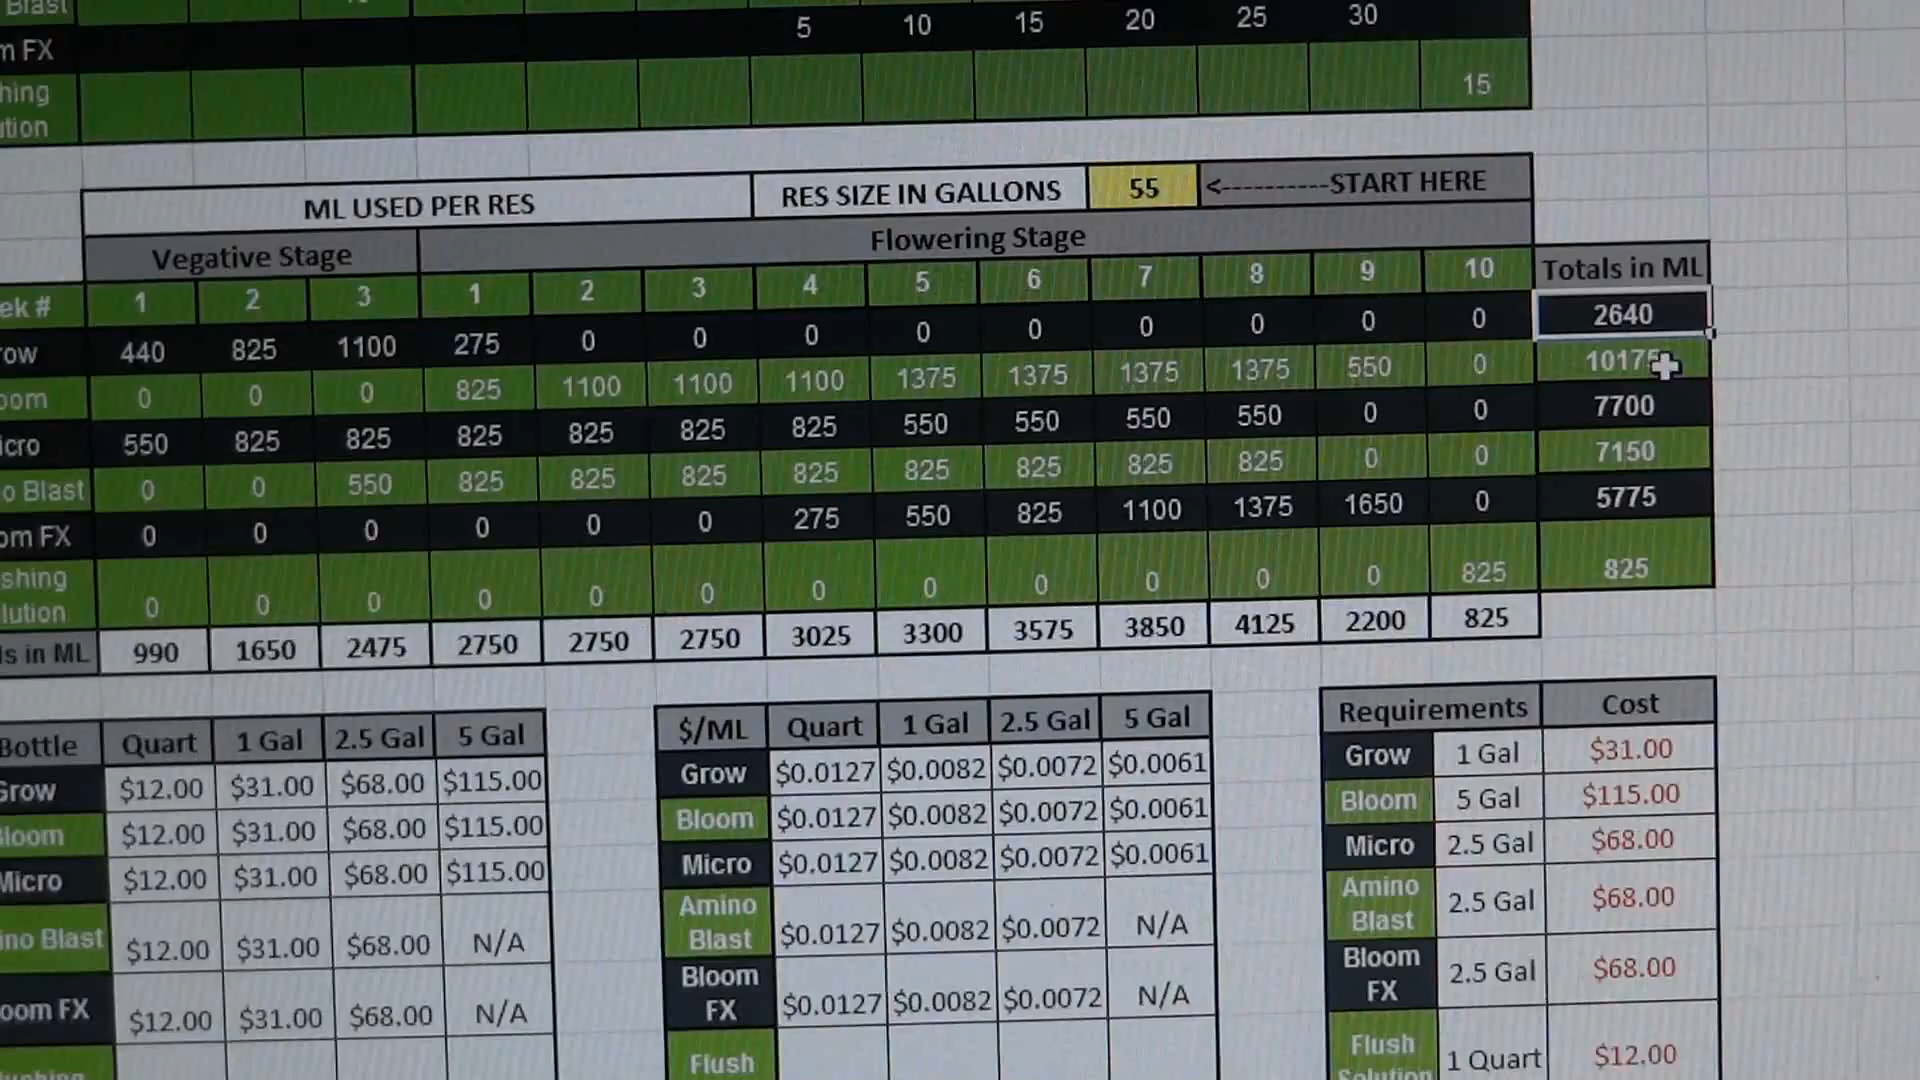 Blast
m FX 5 10 15 20 25 30
hing
ution 15
ML USED PER RES RES SIZE IN GALLONS 55 <----------START HERE
Vegative Stage Flowering Stage
ek # 1 2 3 1 2 3 4 5 6 7 8 9 10 Totals in ML
row 440 825 1100 275 0 0 0 0 0 0 0 0 0 2640
oom 0 0 0 825 1100 1100 1100 1375 1375 1375 1375 550 0 10175
icro 550 825 825 825 825 825 825 550 550 550 550 0 0 7700
o Blast 0 0 550 825 825 825 825 825 825 825 825 0 0 7150
om FX 0 0 0 0 0 0 275 550 825 1100 1375 1650 0 5775
shing
lution 0 0 0 0 0 0 0 0 0 0 0 0 825 825
ls in ML 990 1650 2475 2750 2750 2750 3025 3300 3575 3850 4125 2200 825
Bottle Quart 1 Gal 2.5 Gal 5 Gal
Grow $12.00 $31.00 $68.00 $115.00
Bloom $12.00 $31.00 $68.00 $115.00
Micro $12.00 $31.00 $68.00 $115.00
ino Blast $12.00 $31.00 $68.00 N/A
oom FX $12.00 $31.00 $68.00 N/A
$/ML Quart 1 Gal 2.5 Gal 5 Gal
Grow $0.0127 $0.0082 $0.0072 $0.0061
Bloom $0.0127 $0.0082 $0.0072 $0.0061
Micro $0.0127 $0.0082 $0.0072 $0.0061
Amino
Blast $0.0127 $0.0082 $0.0072 N/A
Bloom
FX $0.0127 $0.0082 $0.0072 N/A
Flush
Requirements Cost
Grow 1 Gal $31.00
Bloom 5 Gal $115.00
Micro 2.5 Gal $68.00
Amino
Blast 2.5 Gal $68.00
Bloom
FX 2.5 Gal $68.00
Flush
Solution 1 Quart $12.00